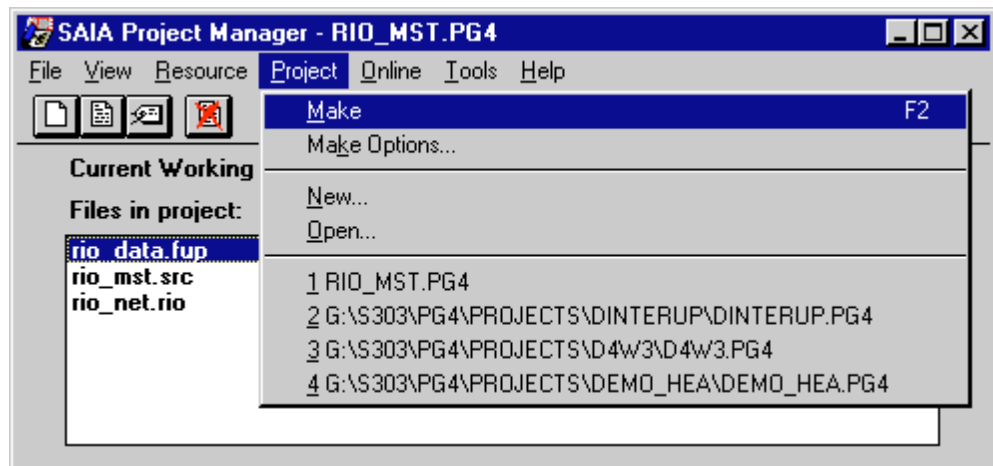 SAIA Project Manager - RIO_MST.PG4
File View Resource Project Online Tools Help
Make F2
Make Options...
Current Working
New...
Files in project:
Open...
rio_data.fup
rio_mst.src
1 RIO_MST.PG4
rio_net.rio
2 G:\S303\PG4\PROJECTS\DINTERUP\DINTERUP.PG4
3 G:\S303\PG4\PROJECTS\D4W3\D4W3.PG4
4 G:\S303\PG4\PROJECTS\DEMO_HEA\DEMO_HEA.PG4